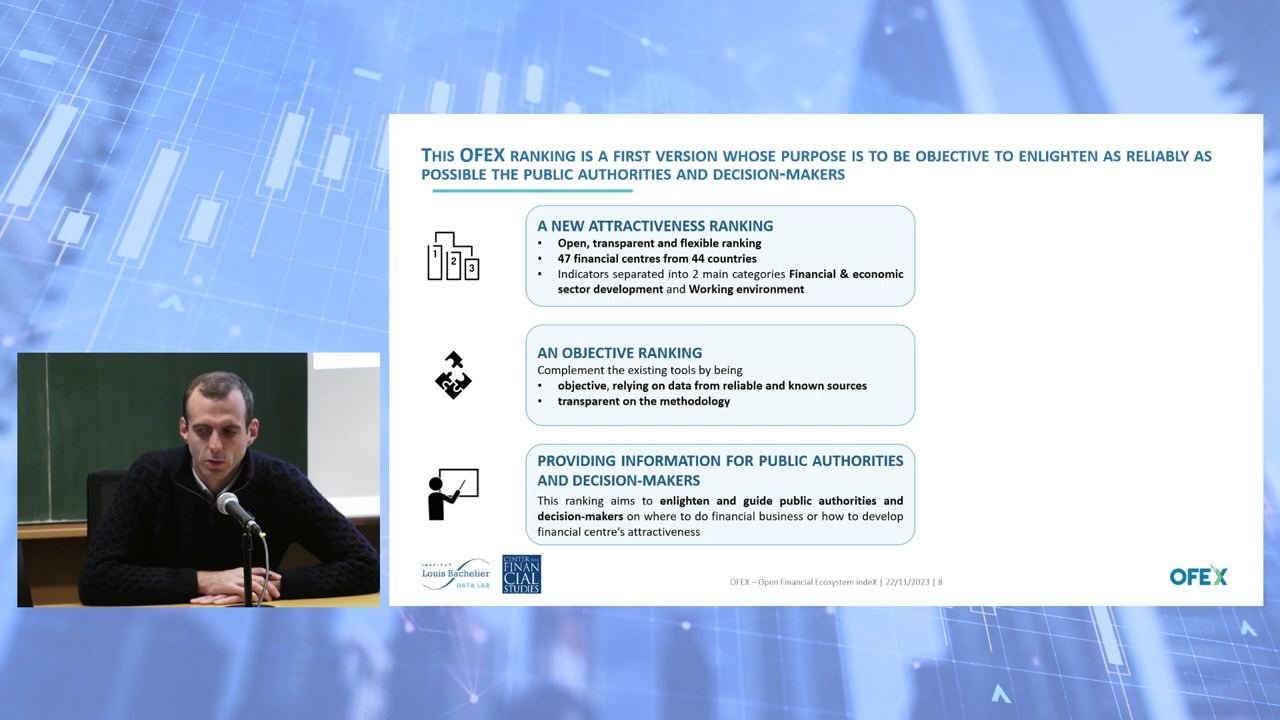 THIS OFEX RANKING IS A FIRST VERSION WHOSE PURPOSE IS TO BE OBJECTIVE TO ENLIGHTEN AS RELIABLY AS
POSSIBLE THE PUBLIC AUTHORITIES AND DECISION-MAKERS
1 2 3
A NEW ATTRACTIVENESS RANKING
• Open, transparent and flexible ranking
• 47 financial centres from 44 countries
• Indicators separated into 2 main categories Financial & economic
sector development and Working environment
AN OBJECTIVE RANKING
Complement the existing tools by being
• objective, relying on data from reliable and known sources
• transparent on the methodology
PROVIDING INFORMATION FOR PUBLIC AUTHORITIES
AND DECISION-MAKERS
This ranking aims to enlighten and guide public authorities and
decision-makers on where to do financial business or how to develop
financial centre's attractiveness
INSTITUT
Louis Bachelier
DATA LAB
CENTER FOR
FINAN
CIAL
STUDIES
OFEX – Open Financial Ecosystem indeX | 22/11/2023 | 8
OFEX